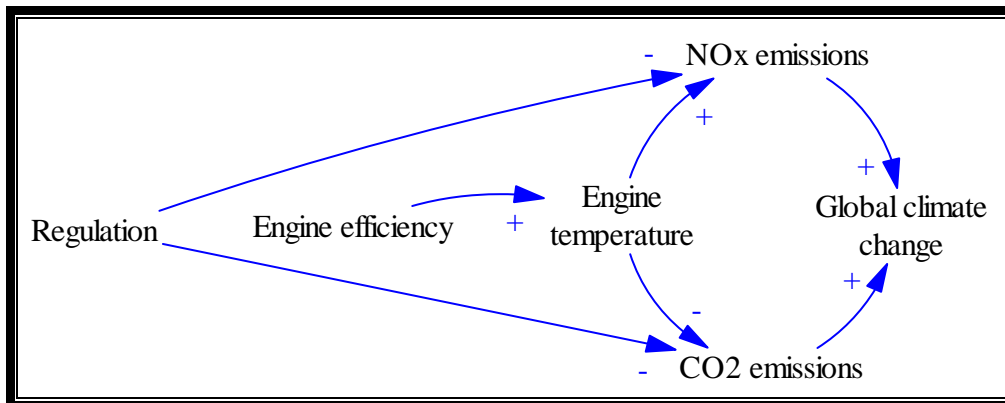 -
NOx emissions
+
+
Regulation
Engine efficiency
+
Engine
temperature
Global climate
change
-
+
-
CO2 emissions